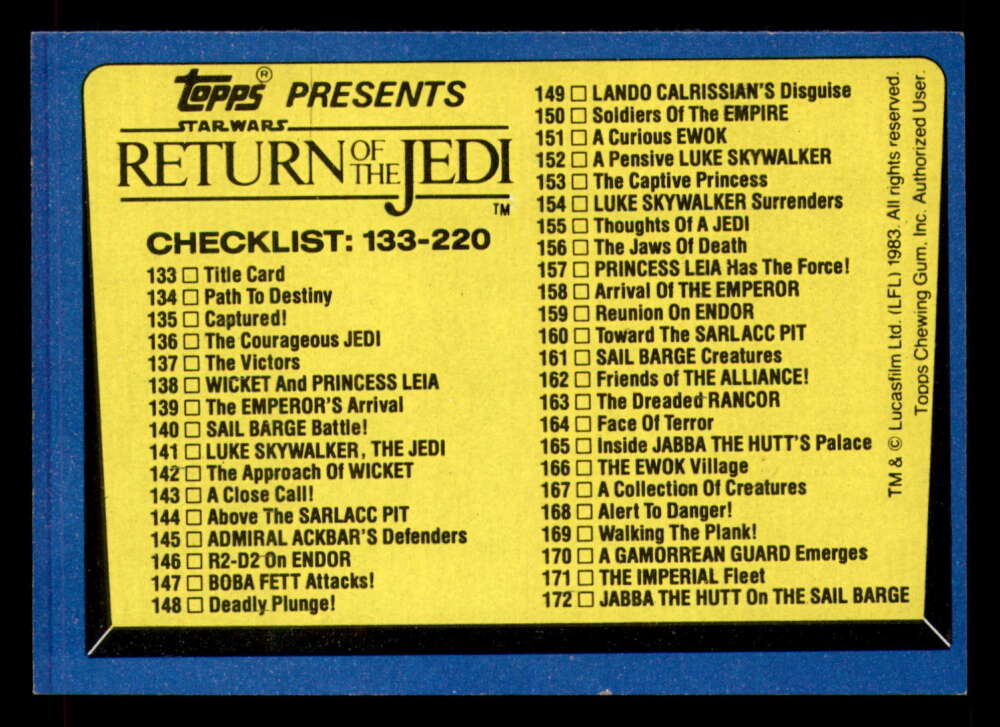 topps® PRESENTS
STAR WARS
RETURN OF THE JEDI
TM
CHECKLIST: 133-220
133 □ Title Card
134 □ Path To Destiny
135 □ Captured!
136 □ The Courageous JEDI
137 □ The Victors
138 □ WICKET And PRINCESS LEIA
139 □ The EMPEROR'S Arrival
140 □ SAIL BARGE Battle!
141 □ LUKE SKYWALKER, THE JEDI
142 □ The Approach Of WICKET
143 □ A Close Call!
144 □ Above The SARLACC PIT
145 □ ADMIRAL ACKBAR'S Defenders
146 □ R2-D2 On ENDOR
147 □ BOBA FETT Attacks!
148 □ Deadly Plunge!
149 □ LANDO CALRISSIAN'S Disguise
150 □ Soldiers Of The EMPIRE
151 □ A Curious EWOK
152 □ A Pensive LUKE SKYWALKER
153 □ The Captive Princess
154 □ LUKE SKYWALKER Surrenders
155 □ Thoughts Of A JEDI
156 □ The Jaws Of Death
157 □ PRINCESS LEIA Has The Force!
158 □ Arrival Of THE EMPEROR
159 □ Reunion On ENDOR
160 □ Toward The SARLACC PIT
161 □ SAIL BARGE Creatures
162 □ Friends of THE ALLIANCE!
163 □ The Dreaded RANCOR
164 □ Face Of Terror
165 □ Inside JABBA THE HUTT'S Palace
166 □ THE EWOK Village
167 □ A Collection Of Creatures
168 □ Alert To Danger!
169 □ Walking The Plank!
170 □ A GAMORREAN GUARD Emerges
171 □ THE IMPERIAL Fleet
172 □ JABBA THE HUTT On THE SAIL BARGE
TM & © Lucasfilm Ltd. (LFL) 1983. All rights reserved.
Topps Chewing Gum, Inc. Authorized User.